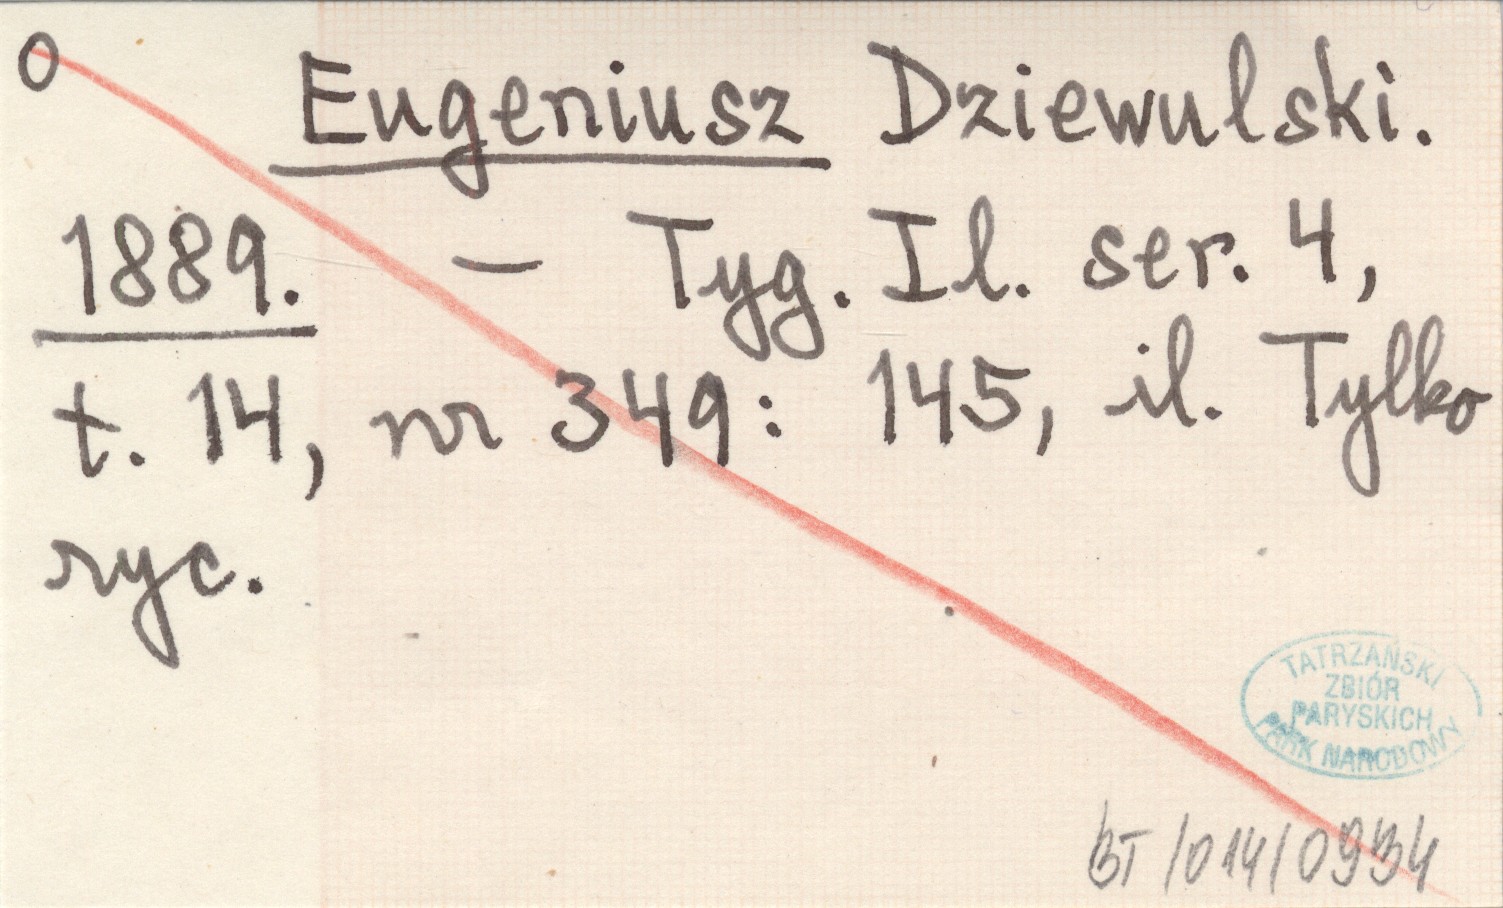 O
Eugeniusz Dziewulski.
1889. — Tyg. Il. ser. 4,
t. 14, nr 349: 145, il. Tylko
ryc.
TATRZAŃSKI
ZBIÓR
PARYSKICH
PARK NARODOWY
BT/014/0934